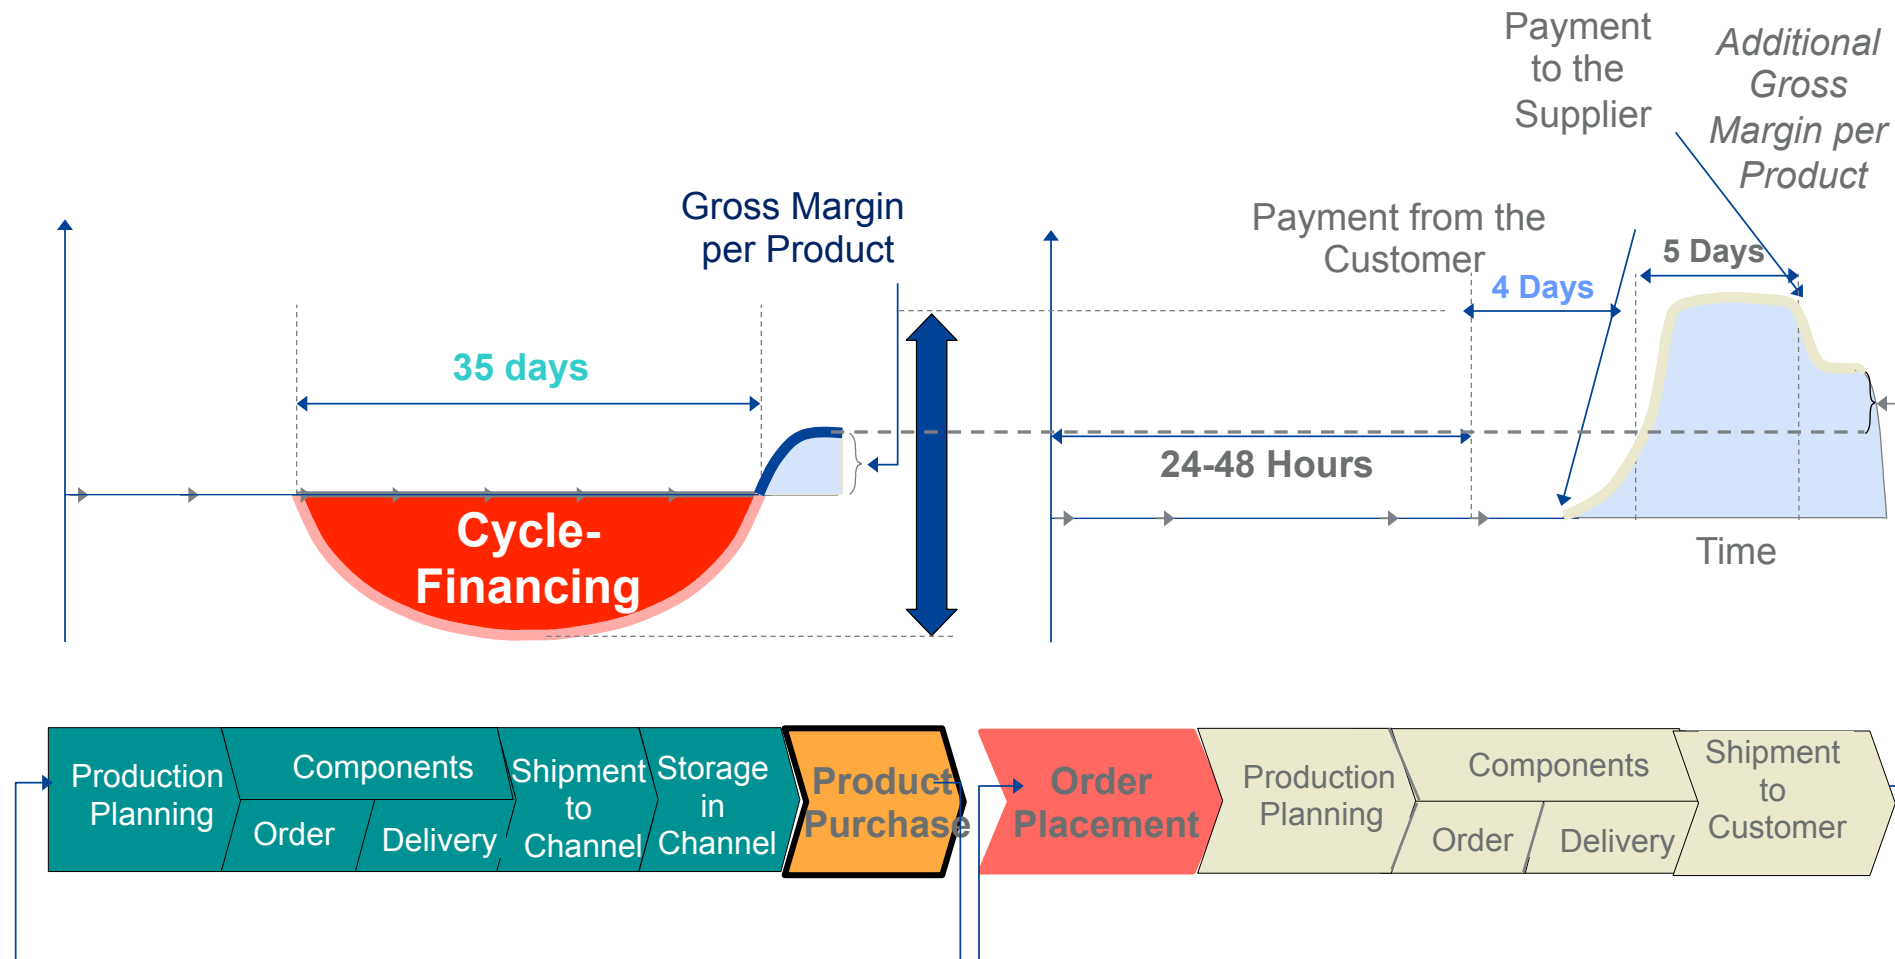 Payment
to the
Supplier
Additional
Gross
Margin per
Product
Gross Margin
per Product
Payment from the
Customer
5 Days
4 Days
35 days
24-48 Hours
Cycle-
Financing
Time
Production
Planning
Components
Order
Delivery
Shipment
to
Channel
Storage
in
Channel
Product
Purchase
Order
Placement
Production
Planning
Components
Order
Delivery
Shipment
to
Customer